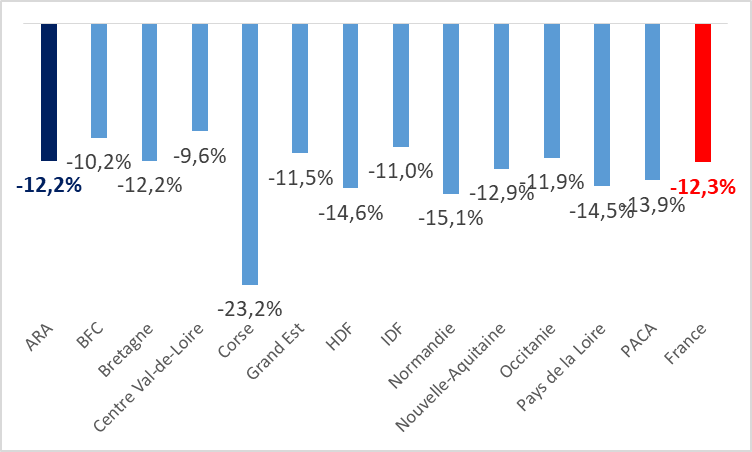 -12,2%
-10,2%
-12,2%
-9,6%
-23,2%
-11,5%
-14,6%
-11,0%
-15,1%
-12,9%
-11,9%
-14,5%
-13,9%
-12,3%
ARA
BFC
Bretagne
Centre Val-de-Loire
Corse
Grand Est
HDF
IDF
Normandie
Nouvelle-Aquitaine
Occitanie
Pays de la Loire
PACA
France